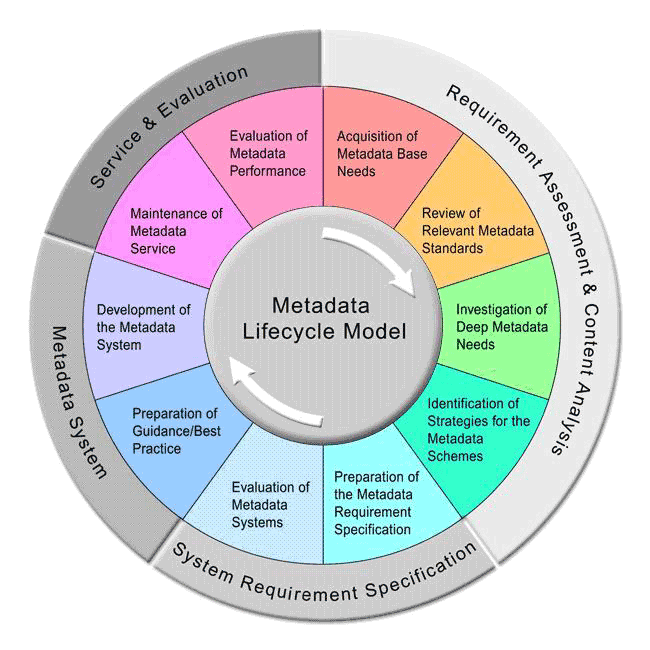 Metadata
Lifecycle Model
Requirement Assessment & Content Analysis
Acquisition of
Metadata Base
Needs
Review of
Relevant Metadata
Standards
Investigation of
Deep Metadata
Needs
Identification of
Strategies for the
Metadata
Schemes
System Requirement Specification
Preparation of
the Metadata
Requirement
Specification
Evaluation of
Metadata
Systems
Metadata System
Preparation of
Guidance/Best
Practice
Development of
the Metadata
System
Service & Evaluation
Maintenance of
Metadata
Service
Evaluation of
Metadata
Performance